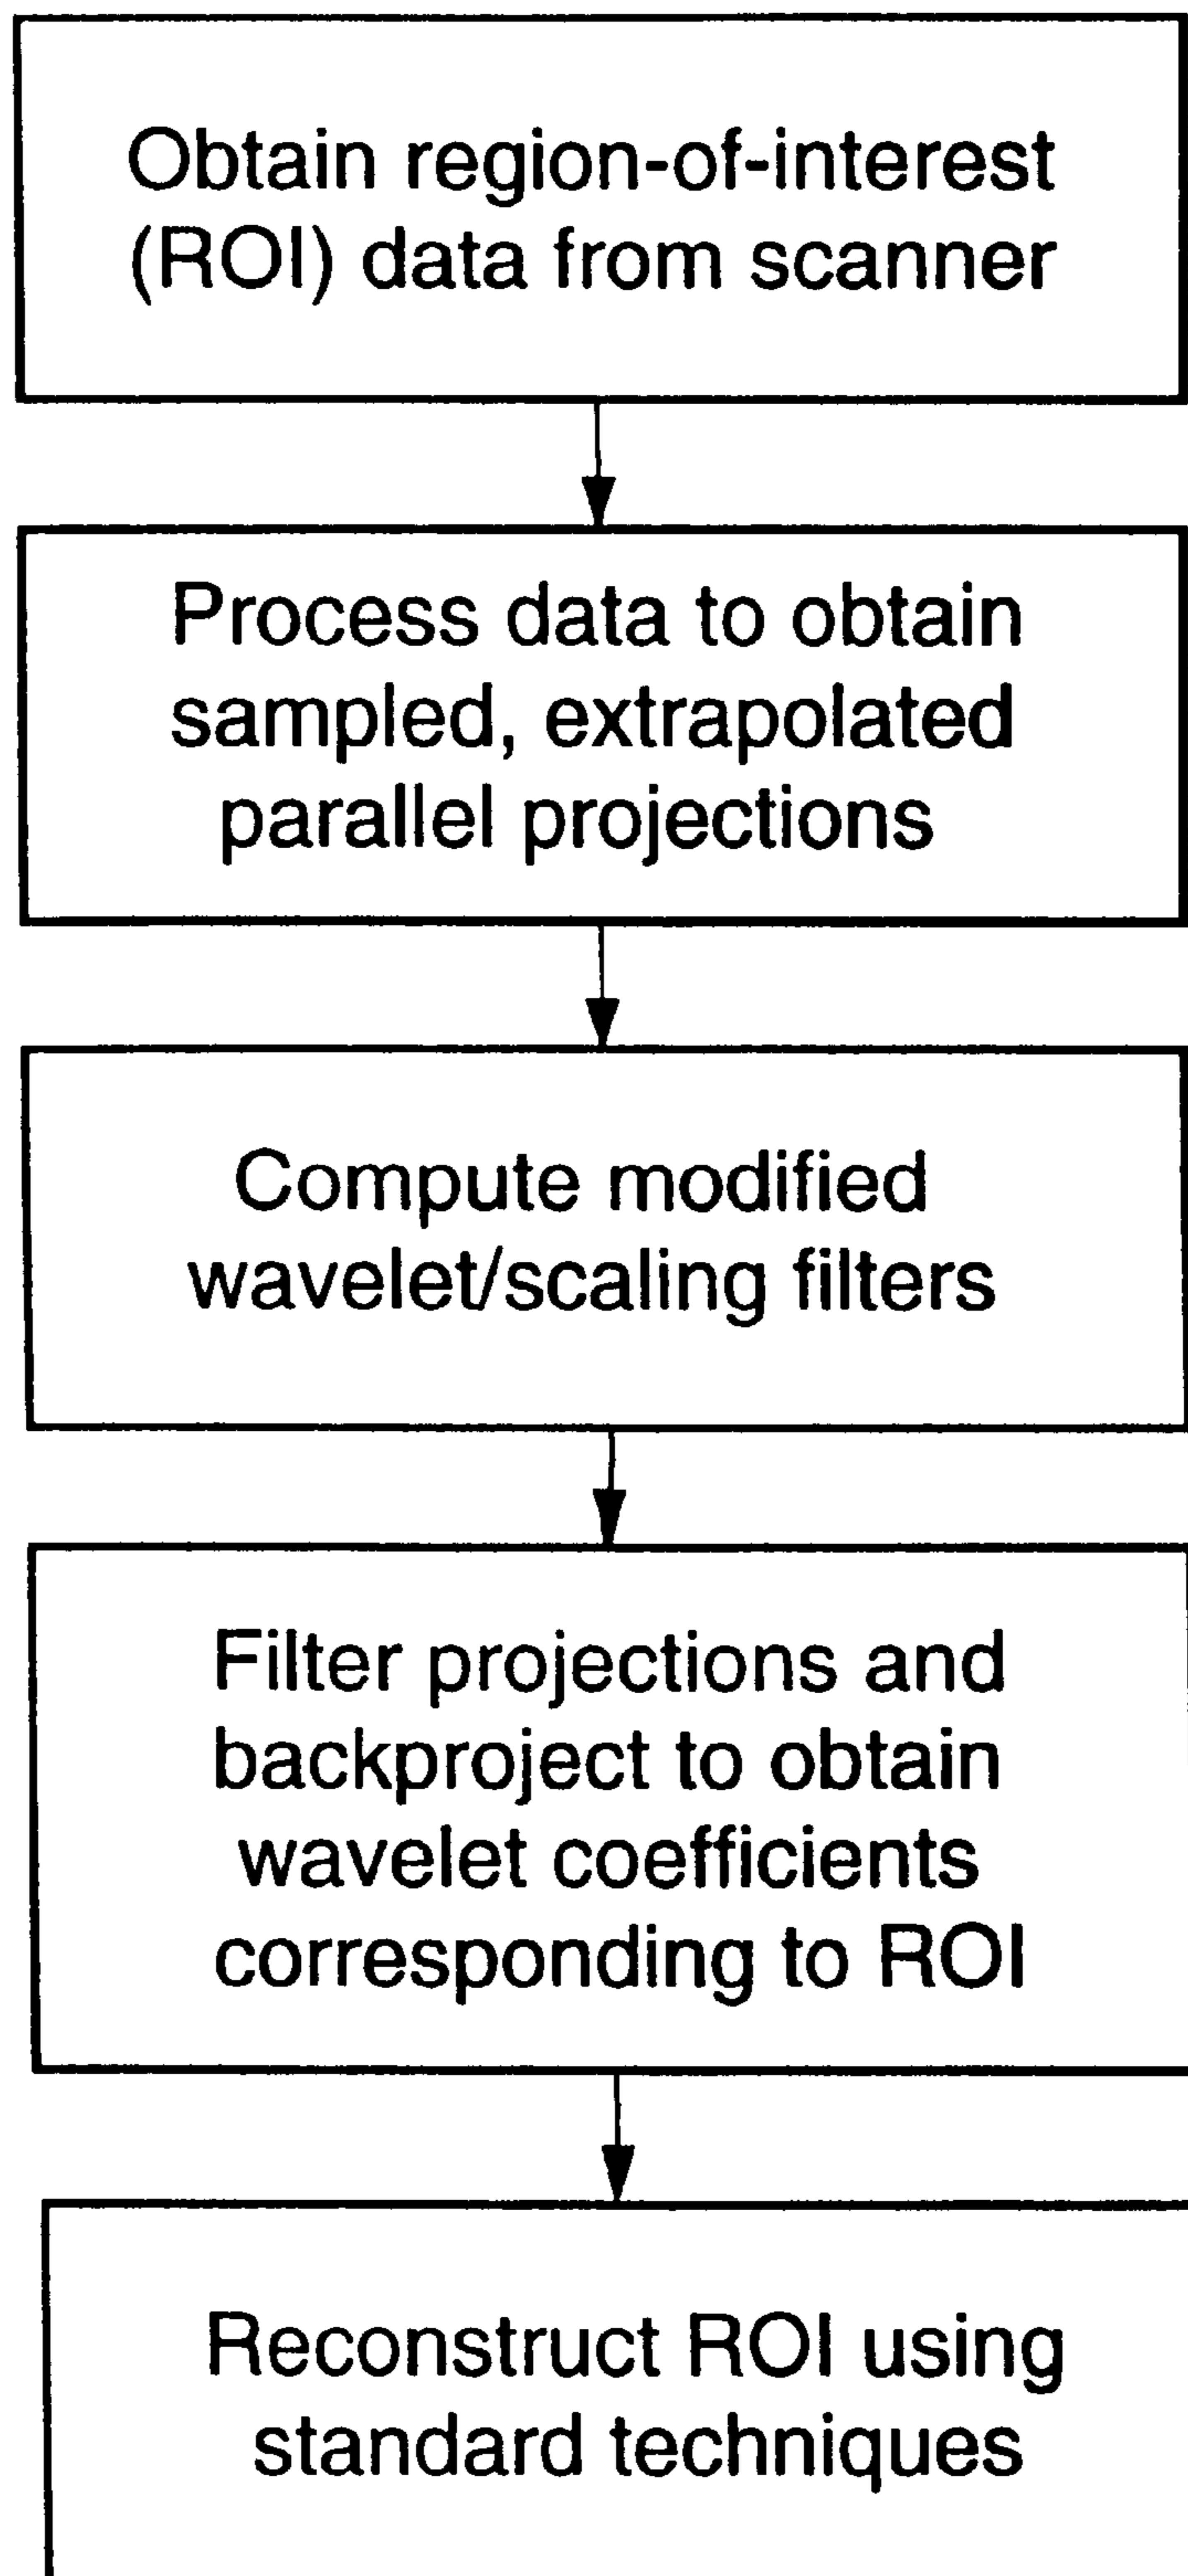 Obtain region-of-interest
(ROI) data from scanner
Process data to obtain
sampled, extrapolated
parallel projections
Compute modified
wavelet/scaling filters
Filter projections and
backproject to obtain
wavelet coefficients
corresponding to ROI
Reconstruct ROI using
standard techniques